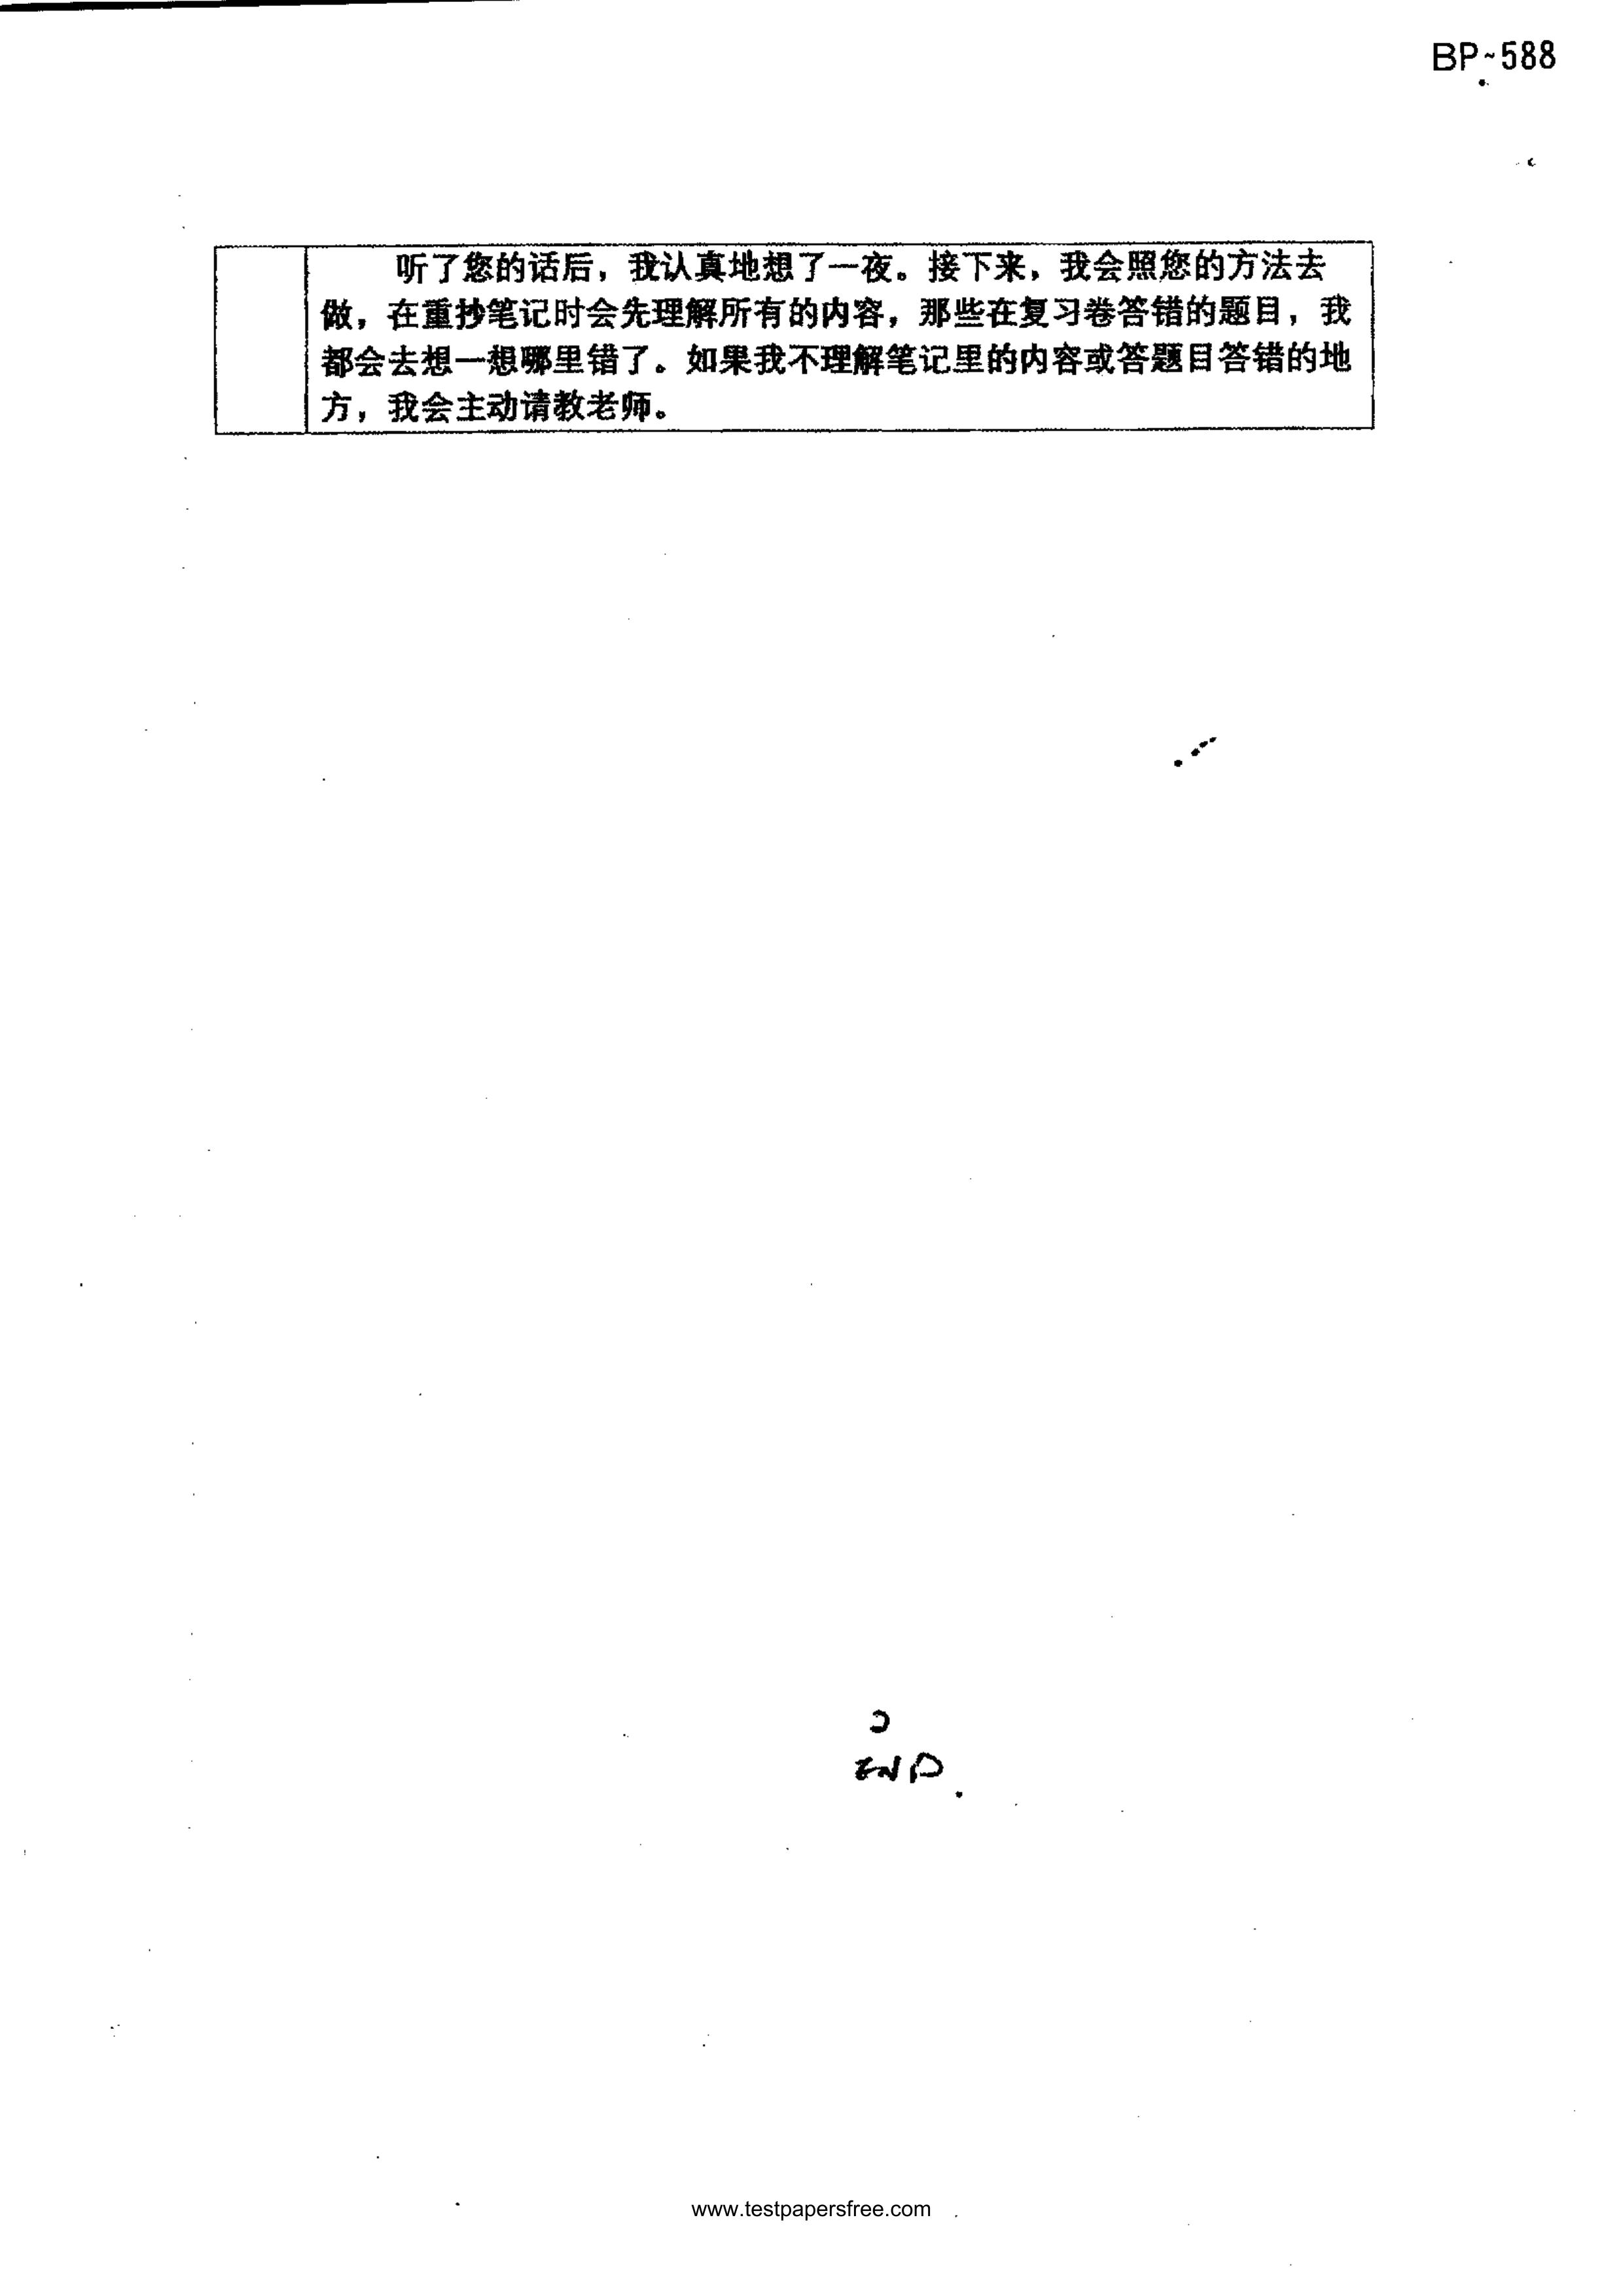 BP~588
听了您的话后，我认真地想了一夜。接下来，我会照您的方法去
做，在重抄笔记时会先理解所有的内容，那些在复习卷答错的题目，我
都会去想一想哪里错了。如果我不理解笔记里的内容或答题目答错的地
方，我会主动请教老师。
END
www.testpapersfree.com